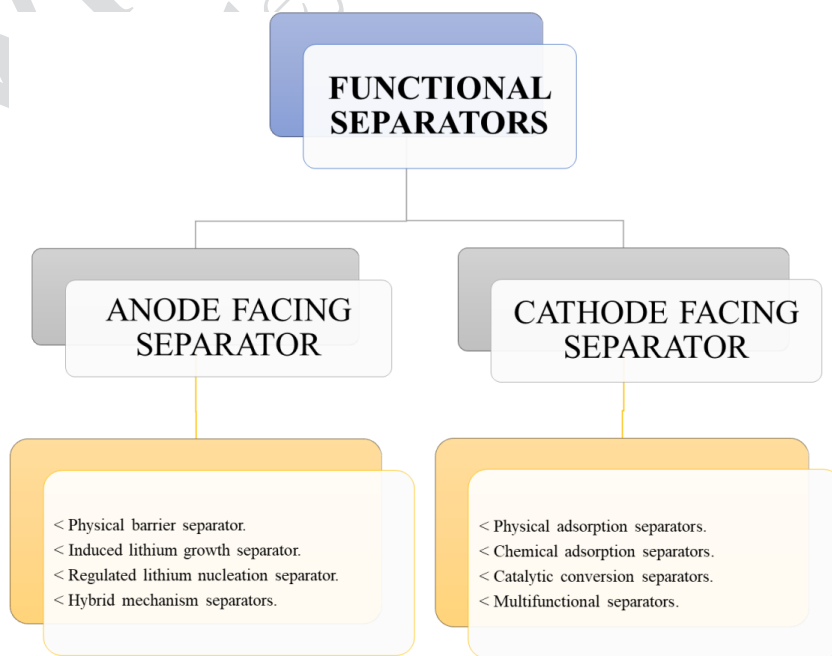 FUNCTIONAL
SEPARATORS
ANODE FACING
SEPARATOR
CATHODE FACING
SEPARATOR
< Physical barrier separator.
< Induced lithium growth separator.
< Regulated lithium nucleation separator.
< Hybrid mechanism separators.
< Physical adsorption separators.
< Chemical adsorption separators.
< Catalytic conversion separators.
< Multifunctional separators.